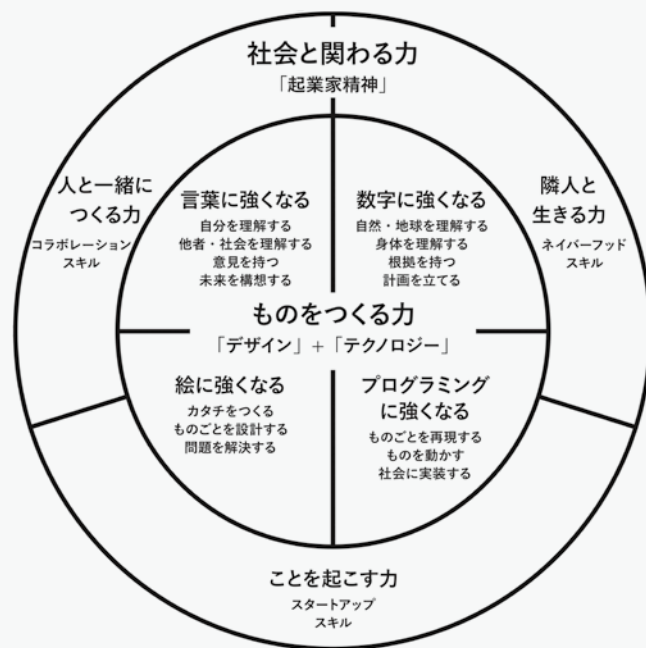 社会と関わる力
「起業家精神」
人と一緒に
つくる力
コラボレーション
スキル
隣人と
生きる力
ネイバーフッド
スキル
言葉に強くなる
自分を理解する
他者・社会を理解する
意見を持つ
未来を構想する
数字に強くなる
自然・地球を理解する
身体を理解する
根拠を持つ
計画を立てる
ものをつくる力
「デザイン」+「テクノロジー」
絵に強くなる
カタチをつくる
ものごとを設計する
問題を解決する
プログラミング
に強くなる
ものごとを再現する
ものを動かす
社会に実装する
ことを起こす力
スタートアップ
スキル